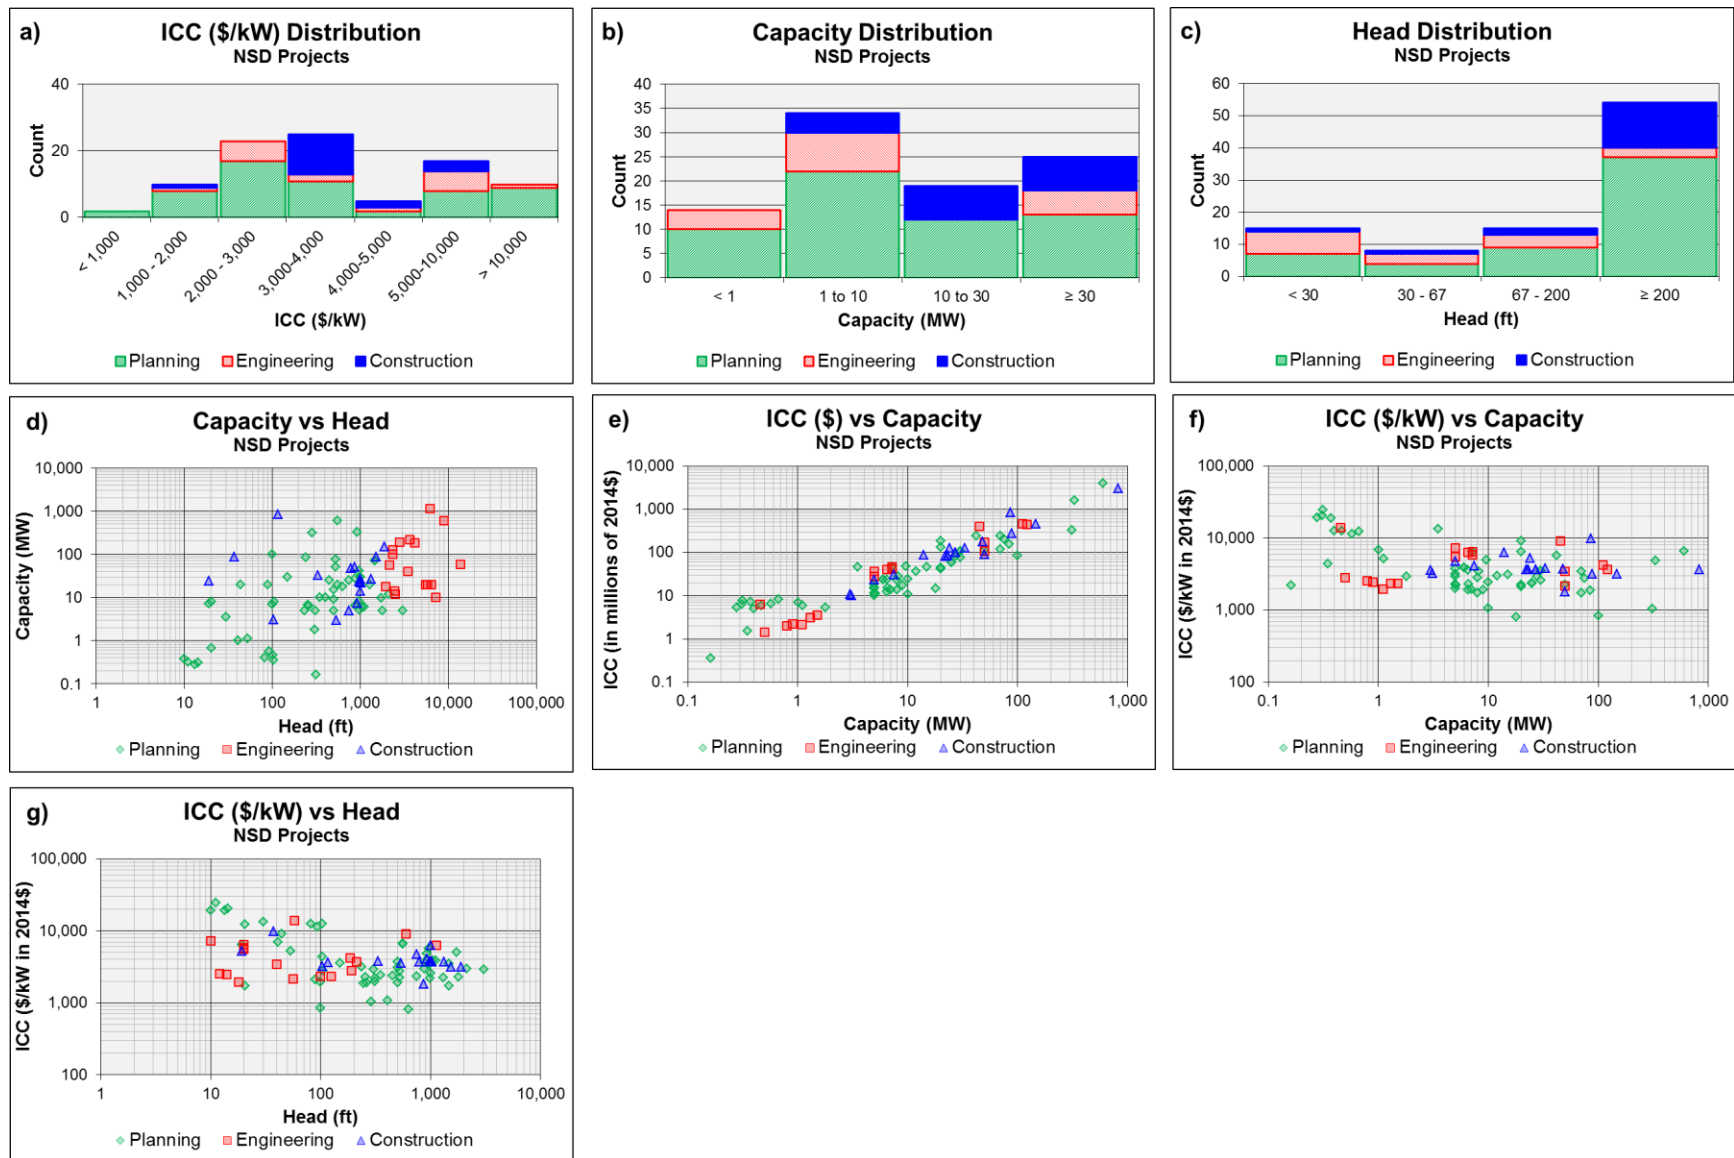 a)
ICC ($/kW) Distribution
NSD Projects
40
20
0
Count
< 1,000
1,000 - 2,000
2,000 - 3,000
3,000-4,000
4,000-5,000
5,000-10,000
> 10,000
ICC ($/kW)
Planning Engineering Construction
b)
Capacity Distribution
NSD Projects
40
35
30
25
20
15
10
5
0
Count
< 1 1 to 10 10 to 30 ≥ 30
Capacity (MW)
Planning Engineering Construction
c)
Head Distribution
NSD Projects
60
50
40
30
20
10
0
Count
< 30 30 - 67 67 - 200 ≥ 200
Head (ft)
Planning Engineering Construction
d)
Capacity vs Head
NSD Projects
10,000
1,000
100
10
1
0.1
Capacity (MW)
1 10 100 1,000 10,000 100,000
Head (ft)
Planning Engineering Construction
e)
ICC ($) vs Capacity
NSD Projects
10,000
1,000
100
10
1
0.1
ICC (in millions of 2014$)
0.1 1 10 100 1,000
Capacity (MW)
Planning Engineering Construction
f)
ICC ($/kW) vs Capacity
NSD Projects
100,000
10,000
1,000
100
ICC ($/kW in 2014$)
0.1 1 10 100 1,000
Capacity (MW)
Planning Engineering Construction
g)
ICC ($/kW) vs Head
NSD Projects
100,000
10,000
1,000
100
ICC ($/kW in 2014$)
1 10 100 1,000 10,000
Head (ft)
Planning Engineering Construction